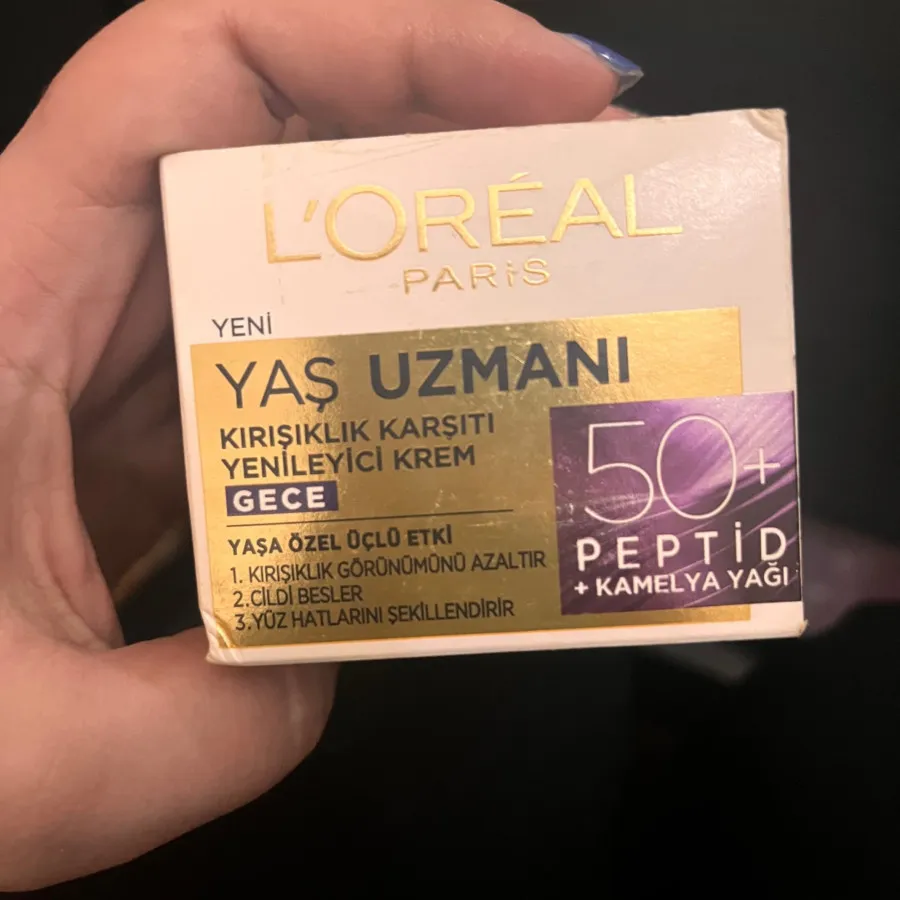 L'ORÉAL
PARiS
YENİ
YAŞ UZMANI
KIRIŞIKLIK KARŞITI
YENİLEYİCİ KREM
GECE
YAŞA ÖZEL ÜÇLÜ ETKİ
1. KIRIŞIKLIK GÖRÜNÜMÜNÜ AZALTIR
2.CİLDİ BESLER
3.YÜZ HATLARINI ŞEKİLLENDİRİR
50+
PEPTİD
+ KAMELYA YAĞI